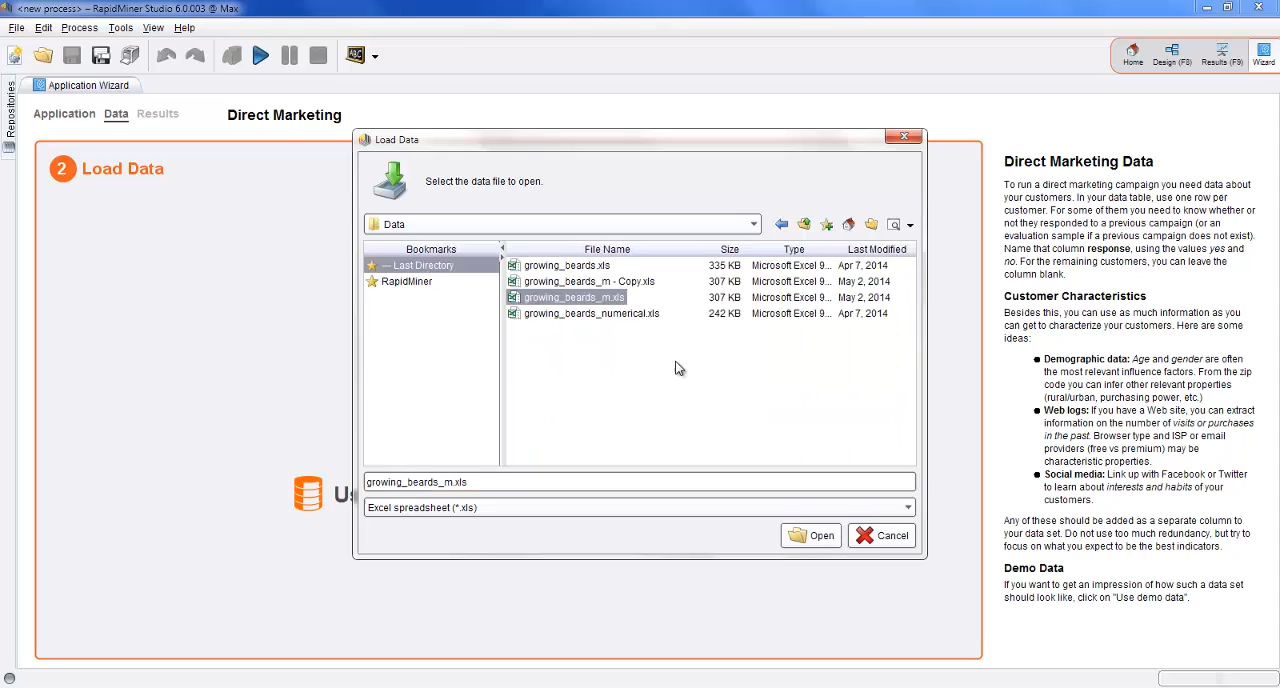 <new process> – RapidMiner Studio 6.0.003 @ Max
File Edit Process Tools View Help
ABC
Home Design (F8) Results (F9) Wizard
Repositories
Application Wizard
Application Data Results Direct Marketing
2 Load Data
Load Data
Select the data file to open.
Data
Bookmarks File Name Size Type Last Modified
--- Last Directory
RapidMiner
growing_beards.xls 335 KB Microsoft Excel 9... Apr 7, 2014
growing_beards_m - Copy.xls 307 KB Microsoft Excel 9... May 2, 2014
growing_beards_m.xls 307 KB Microsoft Excel 9... May 2, 2014
growing_beards_numerical.xls 242 KB Microsoft Excel 9... Apr 7, 2014
growing_beards_m.xls
Excel spreadsheet (*.xls)
Open Cancel
Direct Marketing Data
To run a direct marketing campaign you need data about
your customers. In your data table, use one row per
customer. For some of them you need to know whether or
not they responded to a previous campaign (or an
evaluation sample if a previous campaign does not exist).
Name that column response, using the values yes and
no. For the remaining customers, you can leave the
column blank.
Customer Characteristics
Besides this, you can use as much information as you
can get to characterize your customers. Here are some
ideas:
Demographic data: Age and gender are often
the most relevant influence factors. From the zip
code you can infer other relevant properties
(rural/urban, purchasing power, etc.)
Web logs: If you have a Web site, you can extract
information on the number of visits or purchases
in the past. Browser type and ISP or email
providers (free vs premium) may be
characteristic properties.
Social media: Link up with Facebook or Twitter
to learn about interests and habits of your
customers.
Any of these should be added as a separate column to
your data set. Do not use too much redundancy, but try to
focus on what you expect to be the best indicators.
Demo Data
If you want to get an impression of how such a data set
should look like, click on "Use demo data".